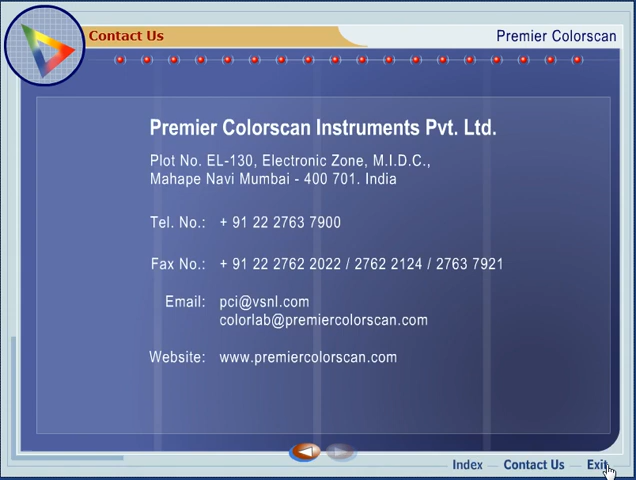 Contact Us
Premier Colorscan
Premier Colorscan Instruments Pvt. Ltd.
Plot No. EL-130, Electronic Zone, M.I.D.C.,
Mahape Navi Mumbai - 400 701. India
Tel. No.: + 91 22 2763 7900
Fax No.: + 91 22 2762 2022 / 2762 2124 / 2763 7921
Email: pci@vsnl.com
colorlab@premiercolorscan.com
Website: www.premiercolorscan.com
Index – Contact Us – Exit